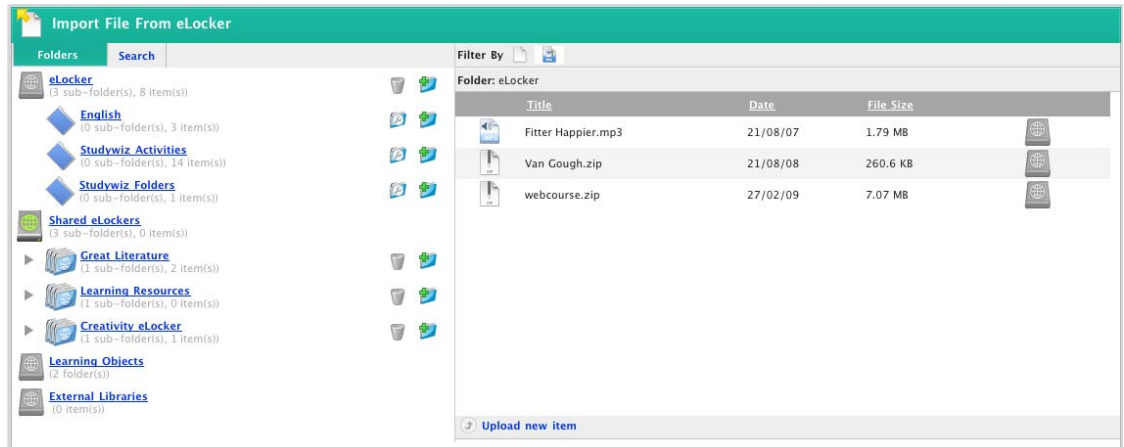 Import File From eLocker
Folders Search
eLocker
(3 sub-folder(s), 8 item(s))
English
(0 sub-folder(s), 3 item(s))
Studywiz Activities
(0 sub-folder(s), 14 item(s))
Studywiz Folders
(0 sub-folder(s), 1 item(s))
Shared eLockers
(3 sub-folder(s), 0 item(s))
Great Literature
(1 sub-folder(s), 2 item(s))
Learning Resources
(1 sub-folder(s), 0 item(s))
Creativity eLocker
(1 sub-folder(s), 1 item(s))
Learning Objects
(2 folder(s))
External Libraries
(0 item(s))
Filter By
Folder: eLocker
Title Date File Size
Fitter Happier.mp3 21/08/07 1.79 MB
Van Gough.zip 21/08/08 260.6 KB
webcourse.zip 27/02/09 7.07 MB
Upload new item